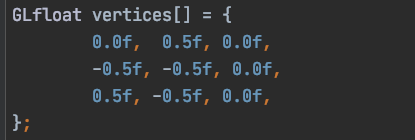 GLfloat vertices[] = {
0.0f, 0.5f, 0.0f,
-0.5f, -0.5f, 0.0f,
0.5f, -0.5f, 0.0f,
};